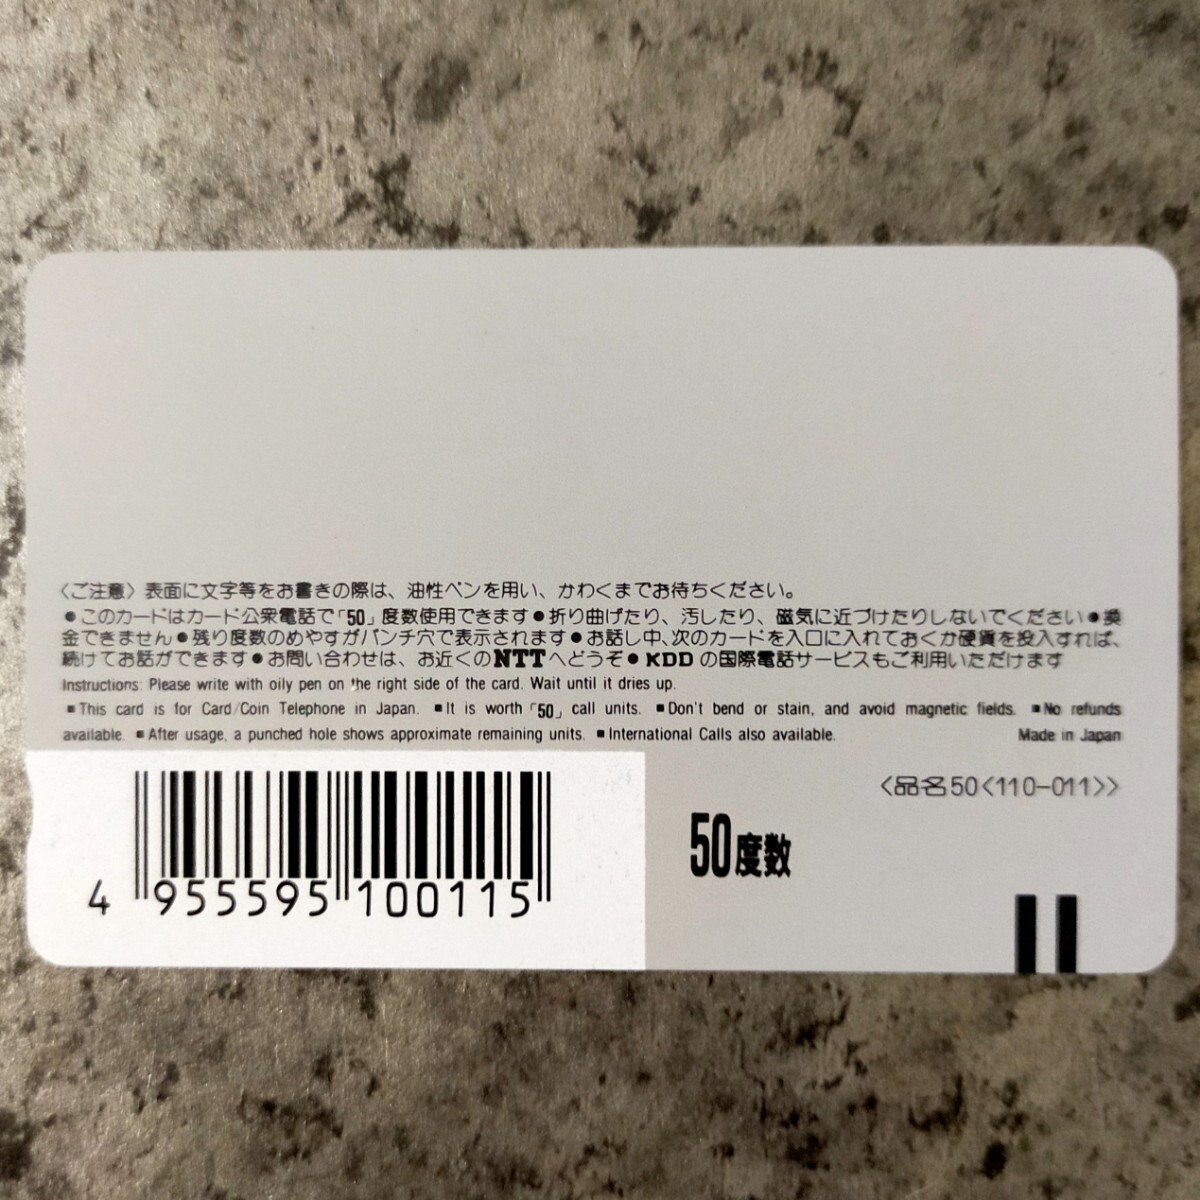 〈ご注意〉表面に文字等をお書きの際は、油性ペンを用い、かわくまでお待ちください。
●このカードはカード公衆電話で「50」度数使用できます●折り曲げたり、汚したり、磁気に近づけたりしないでください●換
金できません●残り度数のめやすがパンチ穴で表示されます●お話し中、次のカードを入口に入れておくか硬貨を投入すれば、
続けてお話ができます●お問い合わせは、お近くのNTTへどうぞ●KDDの国際電話サービスもご利用いただけます
Instructions: Please write with oily pen on the right side of the card. Wait until it dries up.
■This card is for Card/Coin Telephone in Japan. ■It is worth「50」call units. ■Don't bend or stain, and avoid magnetic fields. ■No refunds
available. ■After usage, a punched hole shows approximate remaining units. ■International Calls also available. Made in Japan
〈品名50〈110-011〉〉
50度数
4 955595 100115